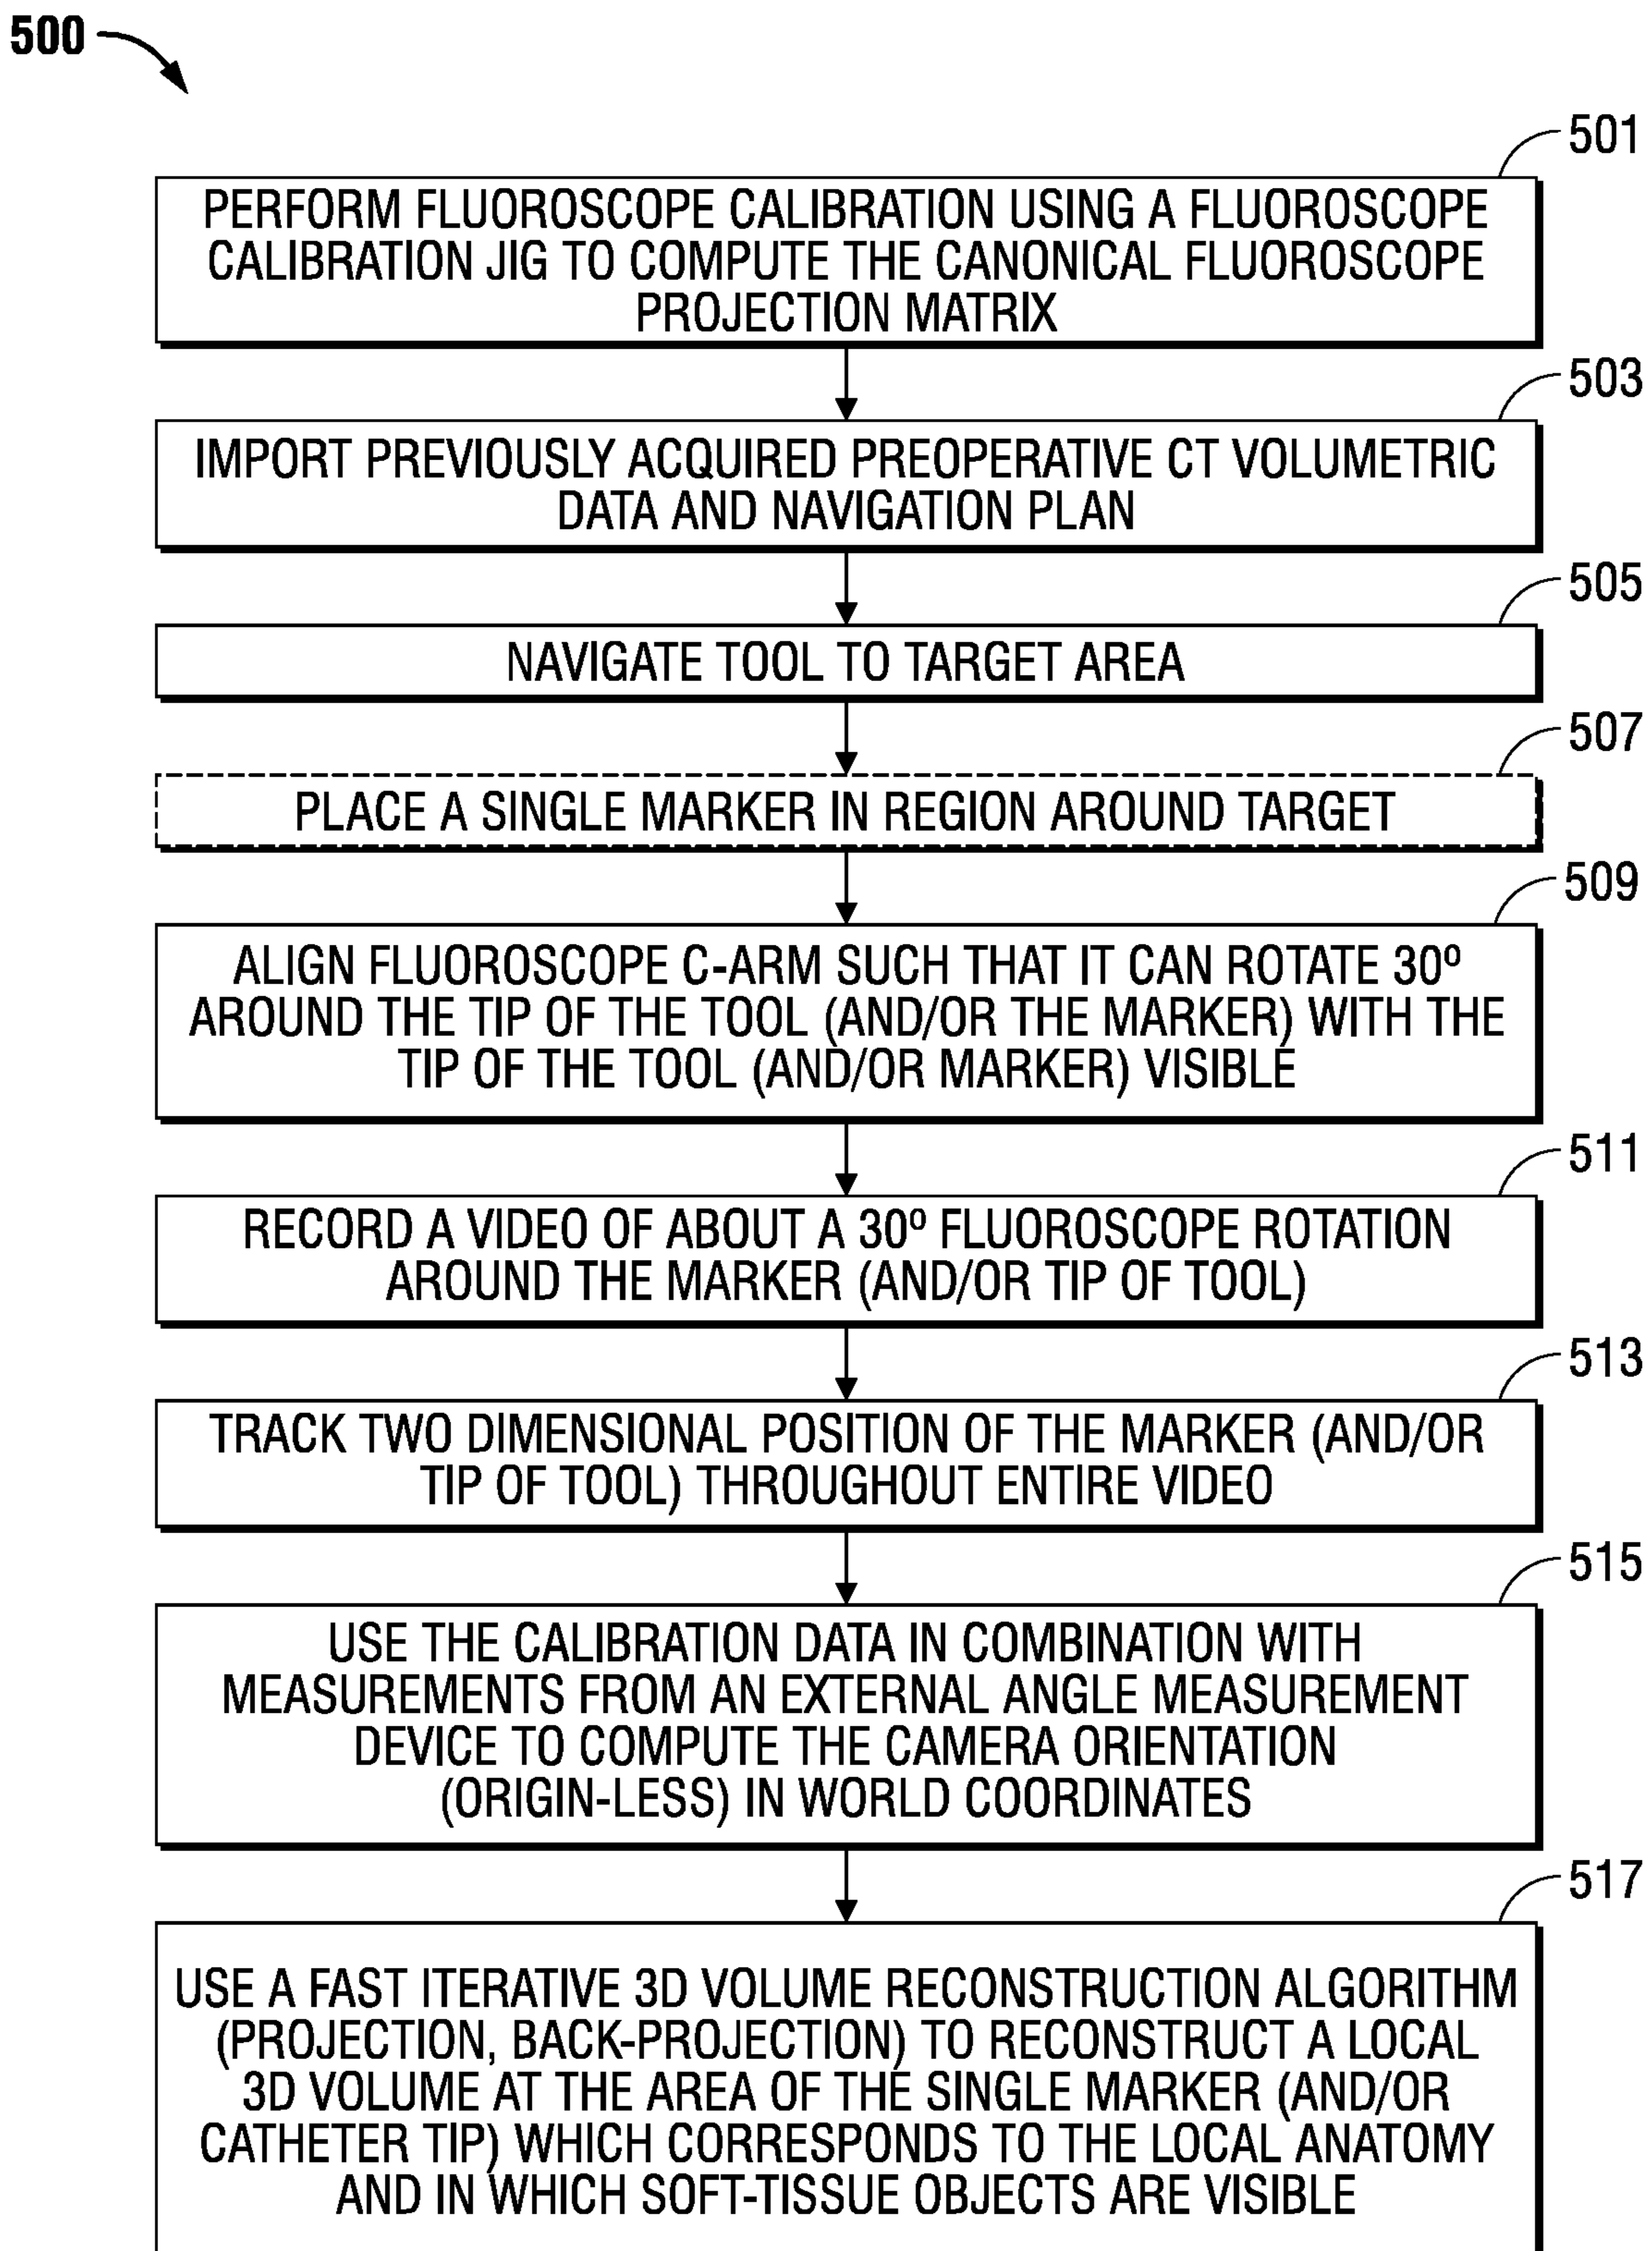 500
501
PERFORM FLUOROSCOPE CALIBRATION USING A FLUOROSCOPE
CALIBRATION JIG TO COMPUTE THE CANONICAL FLUOROSCOPE
PROJECTION MATRIX
503
IMPORT PREVIOUSLY ACQUIRED PREOPERATIVE CT VOLUMETRIC
DATA AND NAVIGATION PLAN
505
NAVIGATE TOOL TO TARGET AREA
507
PLACE A SINGLE MARKER IN REGION AROUND TARGET
509
ALIGN FLUOROSCOPE C-ARM SUCH THAT IT CAN ROTATE 30º
AROUND THE TIP OF THE TOOL (AND/OR THE MARKER) WITH THE
TIP OF THE TOOL (AND/OR MARKER) VISIBLE
511
RECORD A VIDEO OF ABOUT A 30º FLUOROSCOPE ROTATION
AROUND THE MARKER (AND/OR TIP OF TOOL)
513
TRACK TWO DIMENSIONAL POSITION OF THE MARKER (AND/OR
TIP OF TOOL) THROUGHOUT ENTIRE VIDEO
515
USE THE CALIBRATION DATA IN COMBINATION WITH
MEASUREMENTS FROM AN EXTERNAL ANGLE MEASUREMENT
DEVICE TO COMPUTE THE CAMERA ORIENTATION
(ORIGIN-LESS) IN WORLD COORDINATES
517
USE A FAST ITERATIVE 3D VOLUME RECONSTRUCTION ALGORITHM
(PROJECTION, BACK-PROJECTION) TO RECONSTRUCT A LOCAL
3D VOLUME AT THE AREA OF THE SINGLE MARKER (AND/OR
CATHETER TIP) WHICH CORRESPONDS TO THE LOCAL ANATOMY
AND IN WHICH SOFT-TISSUE OBJECTS ARE VISIBLE